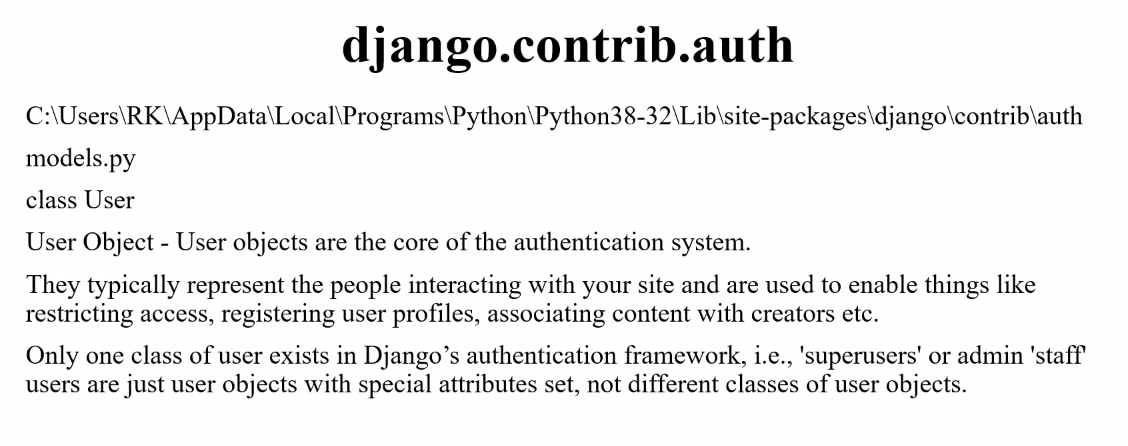 django.contrib.auth
C:\Users\RK\AppData\Local\Programs\Python\Python38-32\Lib\site-packages\django\contrib\auth
models.py
class User
User Object - User objects are the core of the authentication system.
They typically represent the people interacting with your site and are used to enable things like
restricting access, registering user profiles, associating content with creators etc.
Only one class of user exists in Django’s authentication framework, i.e., 'superusers' or admin 'staff'
users are just user objects with special attributes set, not different classes of user objects.